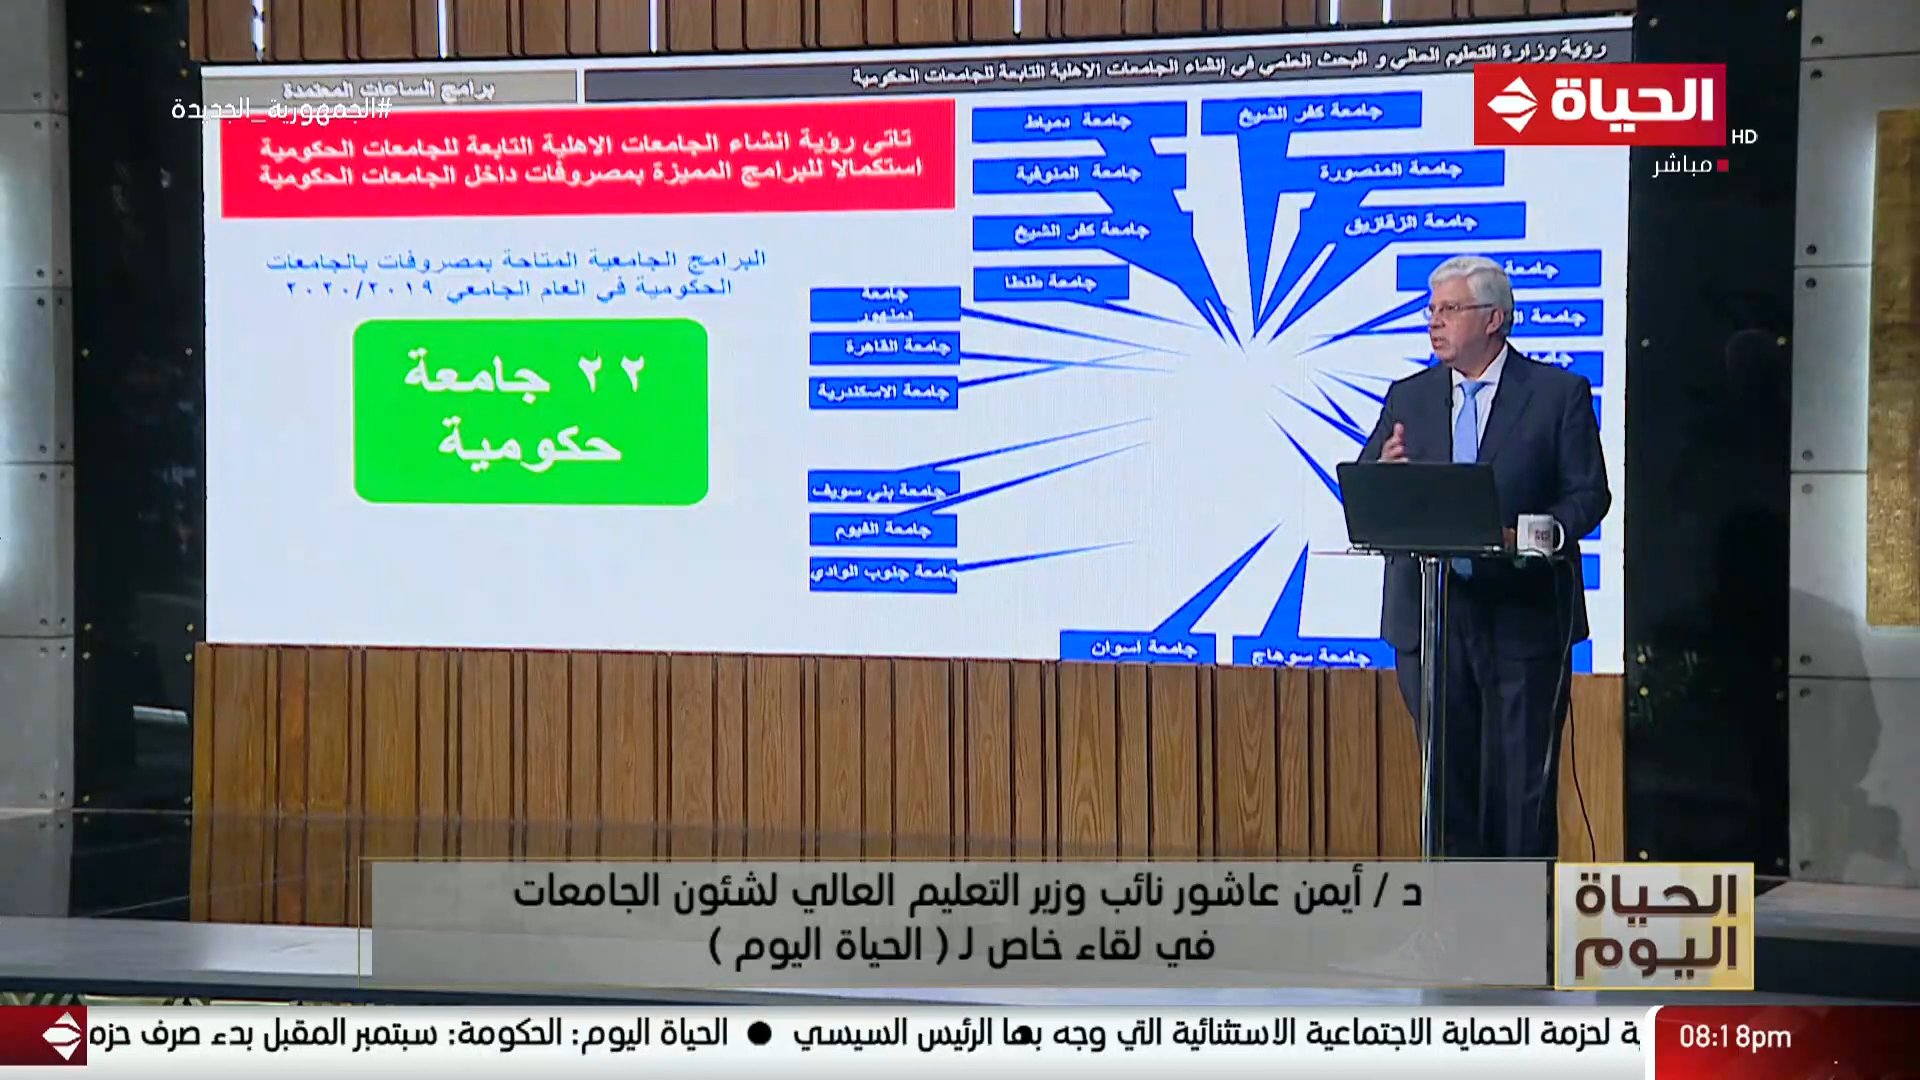 رؤية وزارة التعليم العالي و البحث العلمي في إنشاء الجامعات الاهلية التابعة للجامعات الحكومية
برامج الساعات المعتمدة
#الجمهورية_الجديدة
الحياة
HD
مباشر
تاتي رؤية انشاء الجامعات الاهلية التابعة للجامعات الحكومية
استكمالا للبرامج المميزة بمصروفات داخل الجامعات الحكومية
البرامج الجامعية المتاحة بمصروفات بالجامعات
الحكومية في العام الجامعي ٢٠٢٠/٢٠١٩
٢٢ جامعة
حكومية
جامعة كفر الشيخ
جامعة دمياط
جامعة المنصورة
جامعة المنوفية
جامعة الزقازيق
جامعة كفر الشيخ
جامعة
جامعة طنطا
جامعة
جامعة
دمنهور
جامعة القاهرة
جامعة الاسكندرية
جامعة بني سويف
جامعة الفيوم
جامعة جنوب الوادي
جامعة سوهاج
جامعة اسوان
د / أيمن عاشور نائب وزير التعليم العالي لشئون الجامعات
في لقاء خاص لـ ( الحياة اليوم )
الحياة
اليوم
ية لحزمة الحماية الاجتماعية الاستثنائية التي وجه بها الرئيس السيسي ● الحياة اليوم: الحكومة: سبتمبر المقبل بدء صرف حزم
08:18pm